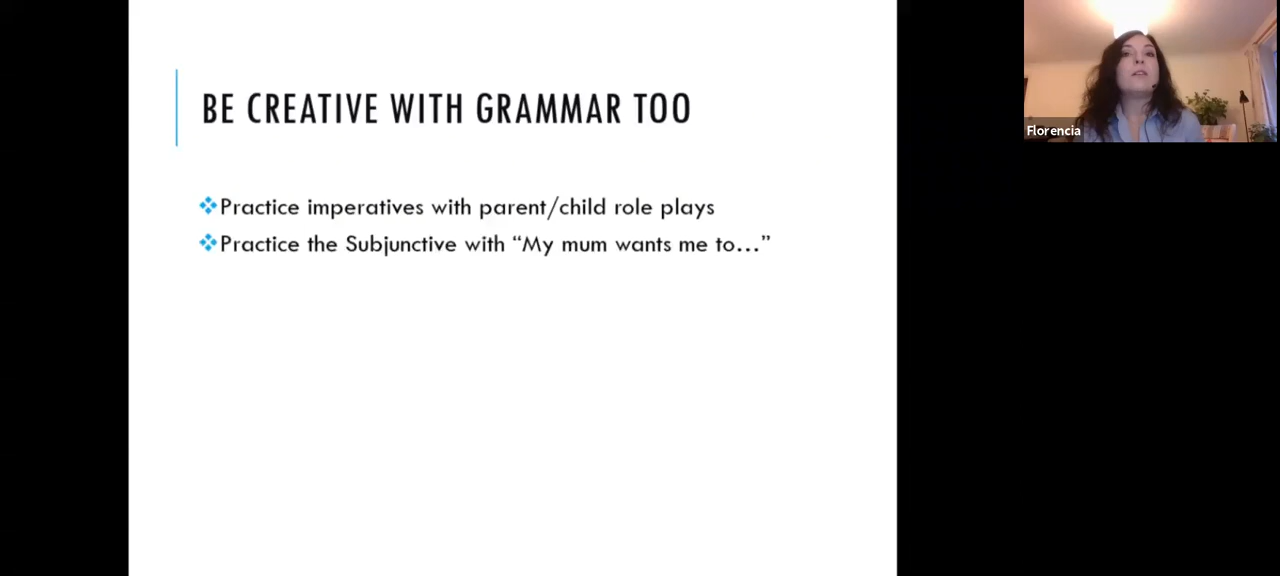 BE CREATIVE WITH GRAMMAR TOO
❖Practice imperatives with parent/child role plays
❖Practice the Subjunctive with “My mum wants me to…”
Florencia